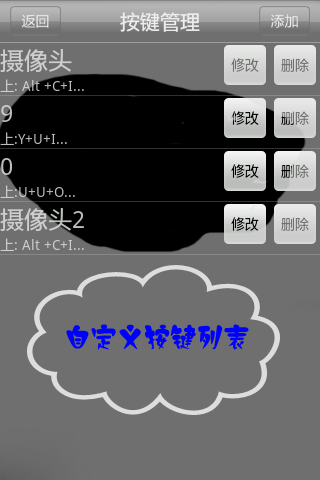 返回 按键管理 添加
摄像头 修改 删除
上: Alt +C+I...
9 修改 删除
上:Y+U+I...
0 修改 删除
上:U+U+O...
摄像头2 修改 删除
上: Alt +C+I...
自定义按键列表